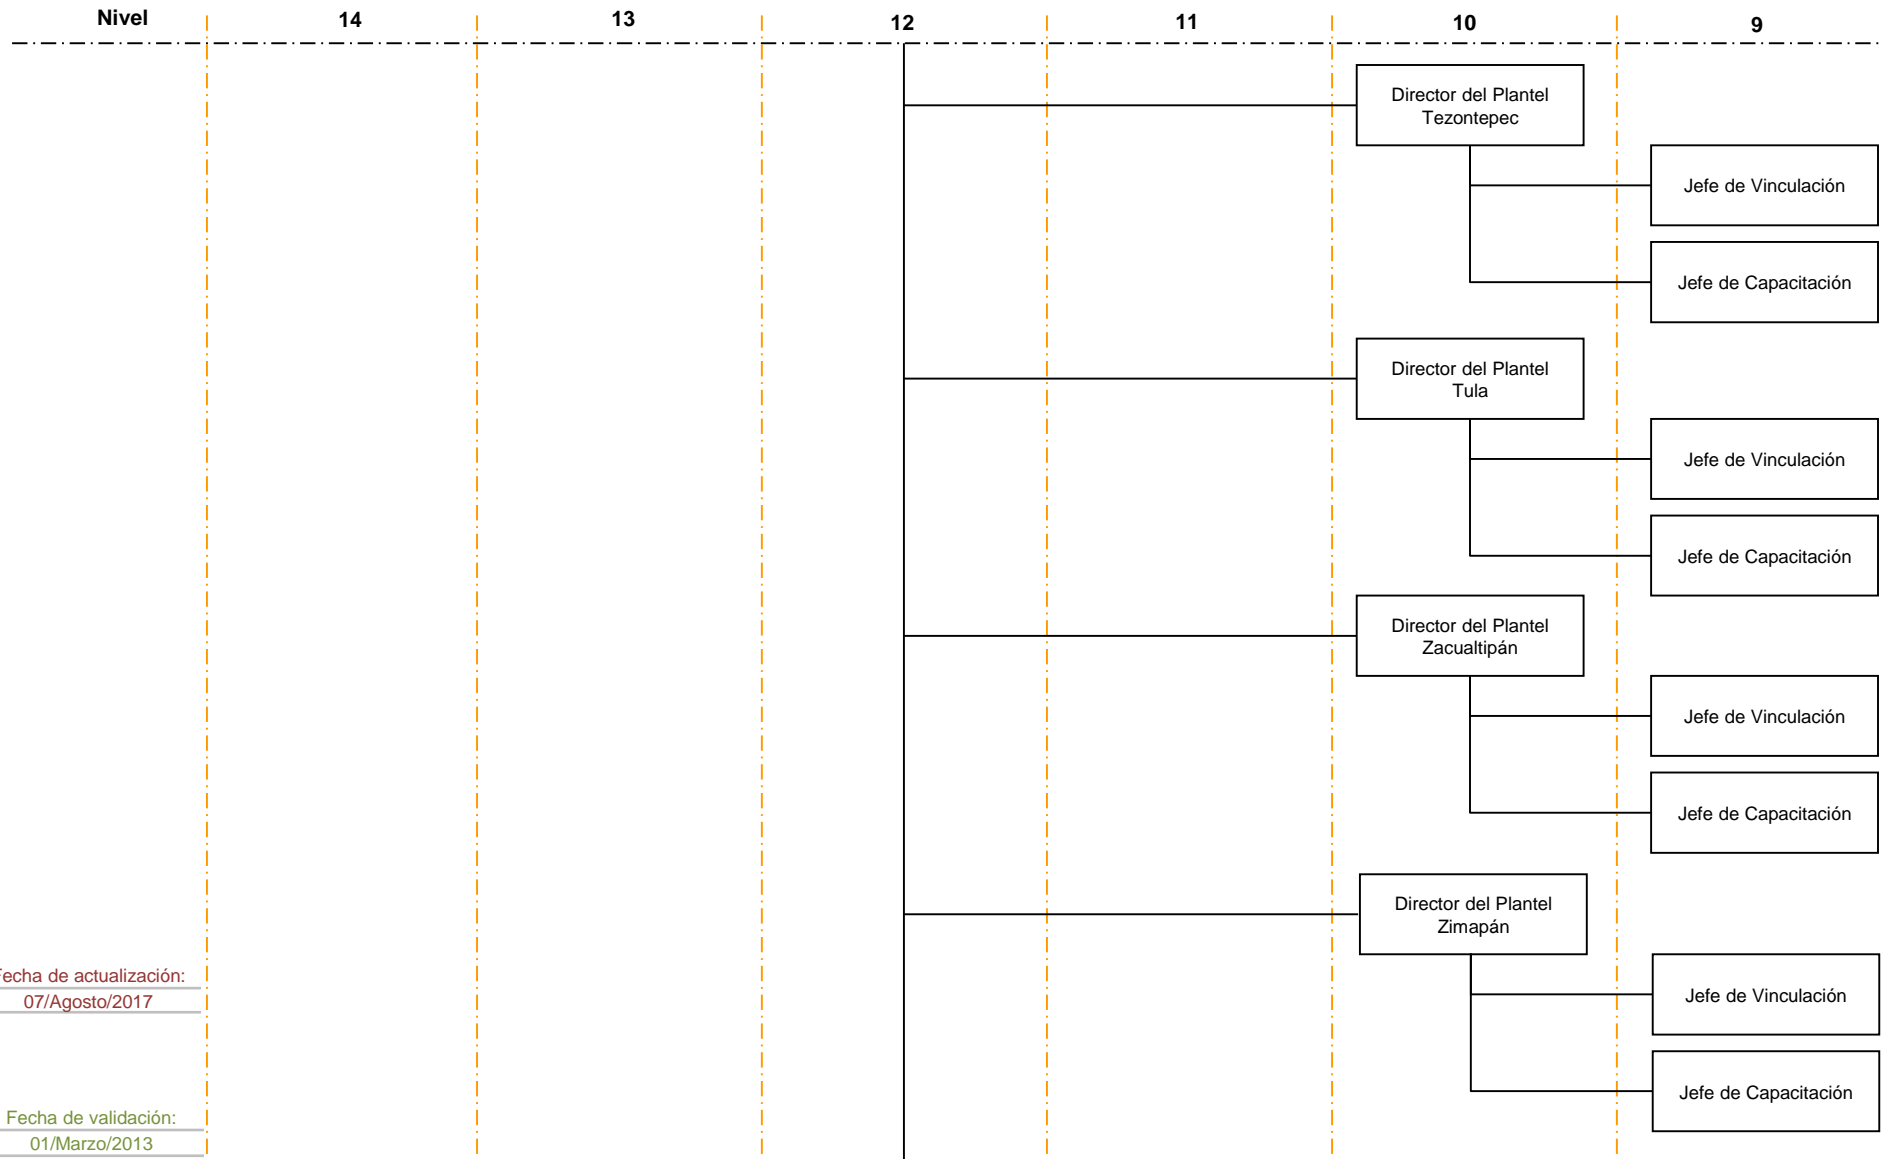 Nivel 14 13 12 11 10 9
Director del Plantel
Tezontepec
Jefe de Vinculación
Jefe de Capacitación
Director del Plantel
Tula
Jefe de Vinculación
Jefe de Capacitación
Director del Plantel
Zacualtipán
Jefe de Vinculación
Jefe de Capacitación
Director del Plantel
Zimapán
Jefe de Vinculación
Jefe de Capacitación
Fecha de actualización:
07/Agosto/2017
Fecha de validación:
01/Marzo/2013